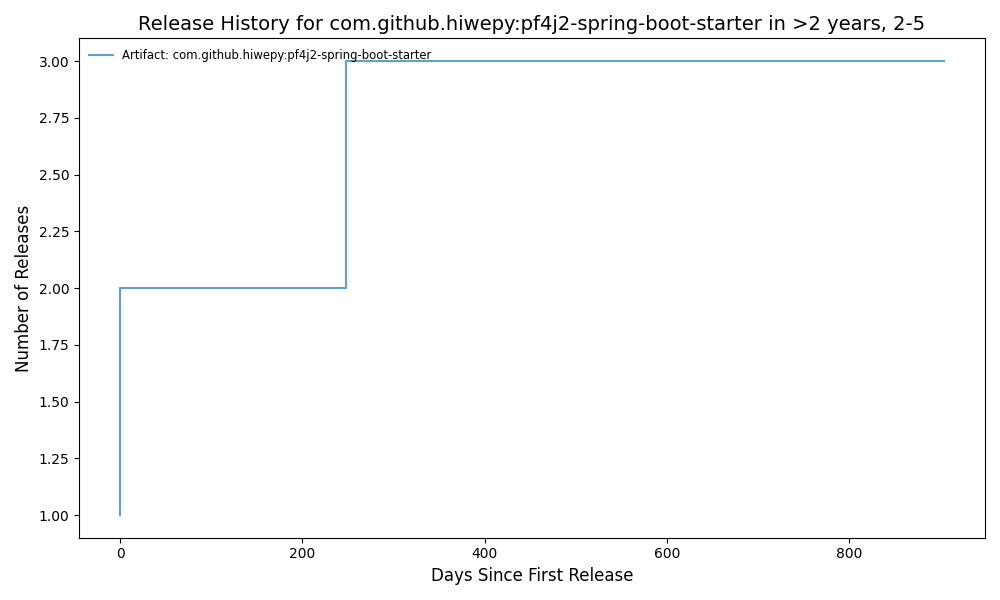 Release History for com.github.hiwepy:pf4j2-spring-boot-starter in >2 years, 2-5
Artifact: com.github.hiwepy:pf4j2-spring-boot-starter
Number of Releases
3.00
2.75
2.50
2.25
2.00
1.75
1.50
1.25
1.00
0 200 400 600 800
Days Since First Release